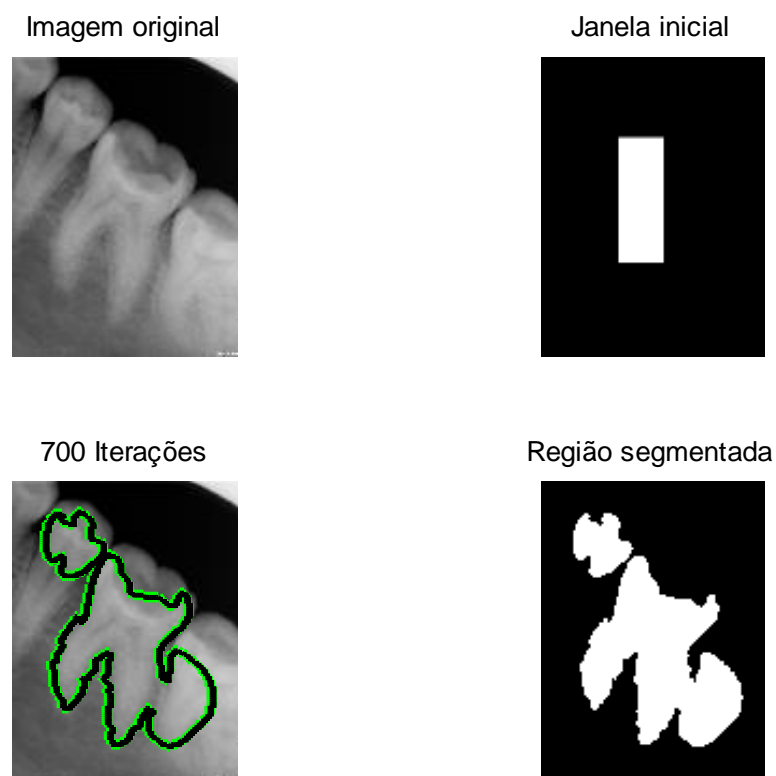 Imagem original
Janela inicial
700 Iterações
Região segmentada